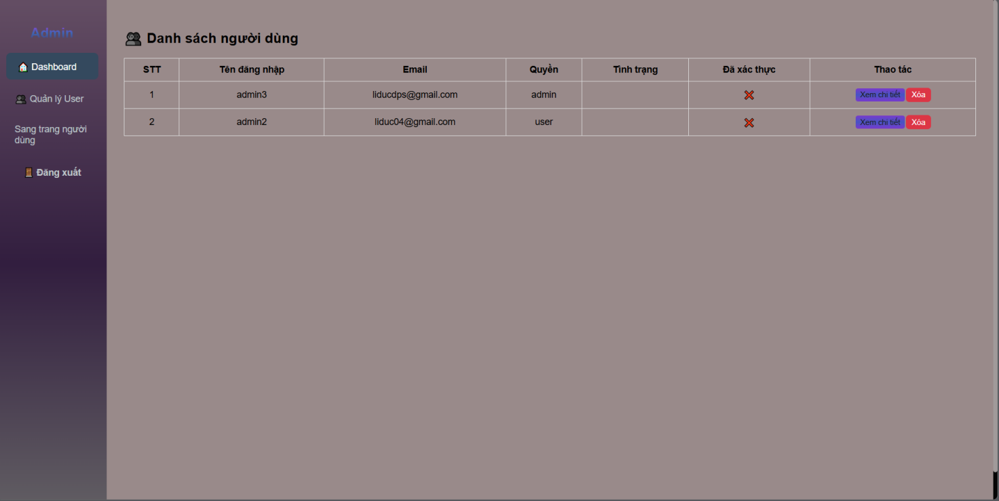 Admin
Dashboard
Quản lý User
Sang trang người
dùng
Đăng xuất
Danh sách người dùng
STT Tên đăng nhập Email Quyền Tình trạng Đã xác thực Thao tác
1 admin3 liducdps@gmail.com admin Xem chi tiết Xóa
2 admin2 liduc04@gmail.com user Xem chi tiết Xóa